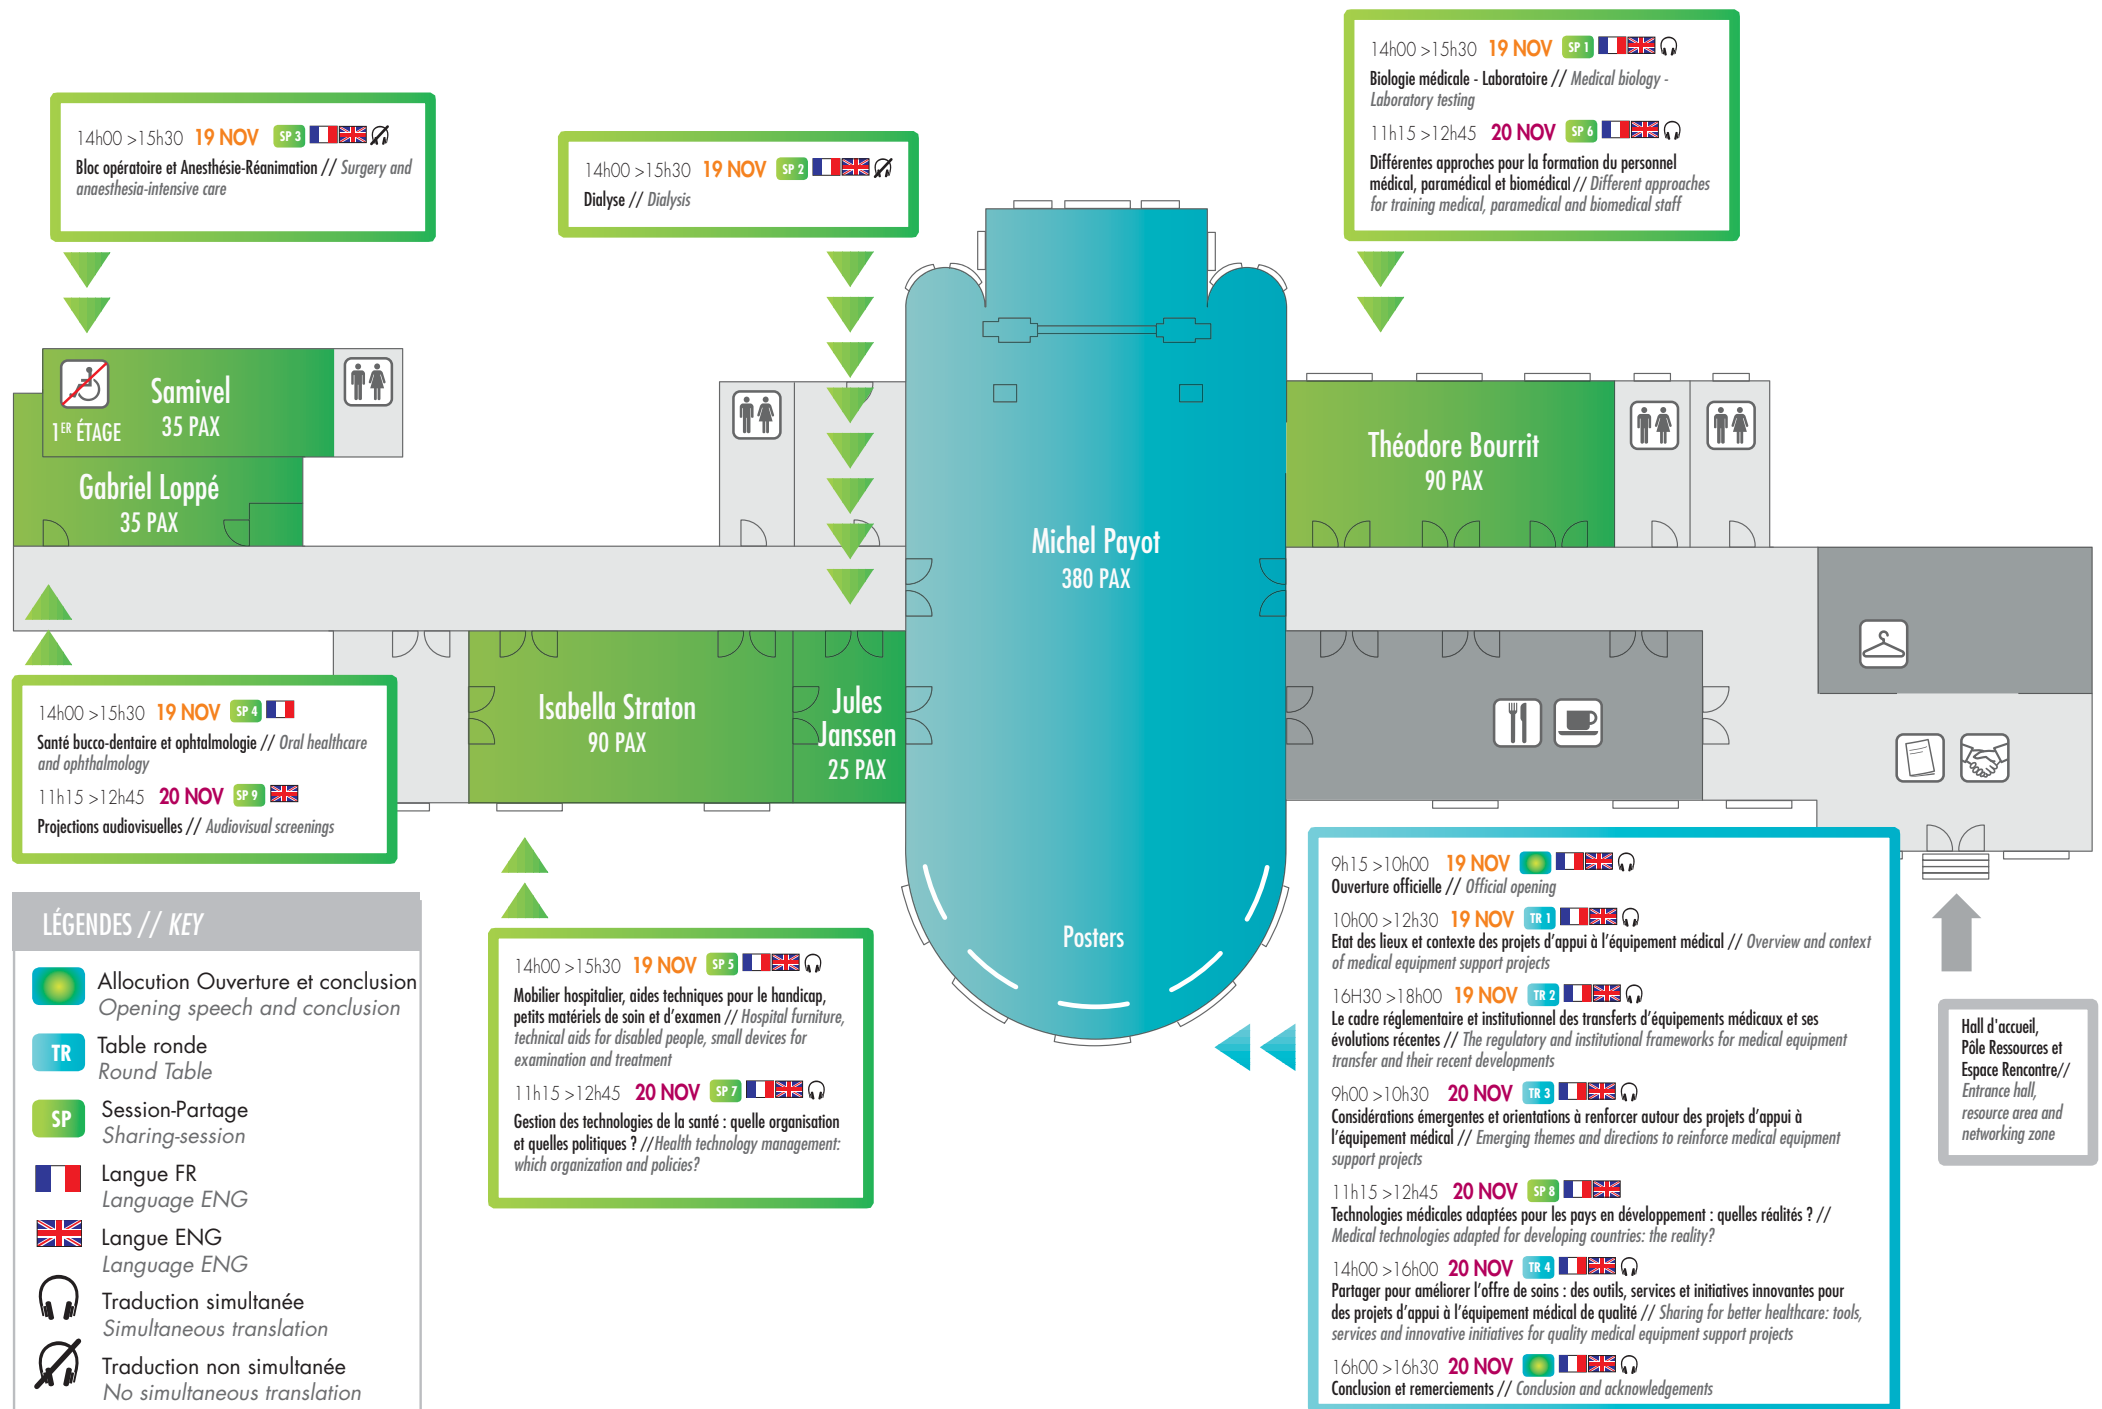 14h00 >15h30 19 NOV SP 3
Bloc opératoire et Anesthésie-Réanimation // Surgery and
anaesthesia-intensive care
14h00 >15h30 19 NOV SP 2
Dialyse // Dialysis
14h00 >15h30 19 NOV SP 1
Biologie médicale - Laboratoire // Medical biology -
Laboratory testing
11h15 >12h45 20 NOV SP 6
Différentes approches pour la formation du personnel
médical, paramédical et biomédical // Different approaches
for training medical, paramedical and biomedical staff
Samivel
35 PAX
1ER ÉTAGE
Gabriel Loppé
35 PAX
Michel Payot
380 PAX
Théodore Bourrit
90 PAX
Isabella Straton
90 PAX
Jules
Janssen
25 PAX
Posters
14h00 >15h30 19 NOV SP 4
Santé bucco-dentaire et ophtalmologie // Oral healthcare
and ophthalmology
11h15 >12h45 20 NOV SP 9
Projections audiovisuelles // Audiovisual screenings
14h00 >15h30 19 NOV SP 5
Mobilier hospitalier, aides techniques pour le handicap,
petits matériels de soin et d'examen // Hospital furniture,
technical aids for disabled people, small devices for
examination and treatment
11h15 >12h45 20 NOV SP 7
Gestion des technologies de la santé : quelle organisation
et quelles politiques ? //Health technology management:
which organization and policies?
9h15 >10h00 19 NOV
Ouverture officielle // Official opening
10h00 >12h30 19 NOV TR 1
Etat des lieux et contexte des projets d'appui à l'équipement médical // Overview and context
of medical equipment support projects
16H30 >18h00 19 NOV TR 2
Le cadre réglementaire et institutionnel des transferts d'équipements médicaux et ses
évolutions récentes // The regulatory and institutional frameworks for medical equipment
transfer and their recent developments
9h00 >10h30 20 NOV TR 3
Considérations émergentes et orientations à renforcer autour des projets d'appui à
l'équipement médical // Emerging themes and directions to reinforce medical equipment
support projects
11h15 >12h45 20 NOV SP 8
Technologies médicales adaptées pour les pays en développement : quelles réalités ? //
Medical technologies adapted for developing countries: the reality?
14h00 >16h00 20 NOV TR 4
Partager pour améliorer l'offre de soins : des outils, services et initiatives innovantes pour
des projets d'appui à l'équipement médical de qualité // Sharing for better healthcare: tools,
services and innovative initiatives for quality medical equipment support projects
16h00 >16h30 20 NOV
Conclusion et remerciements // Conclusion and acknowledgements
Hall d'accueil,
Pôle Ressources et
Espace Rencontre//
Entrance hall,
resource area and
networking zone
LÉGENDES // KEY
Allocution Ouverture et conclusion
Opening speech and conclusion
TR Table ronde
Round Table
SP Session-Partage
Sharing-session
Langue FR
Language ENG
Langue ENG
Language ENG
Traduction simultanée
Simultaneous translation
Traduction non simultanée
No simultaneous translation